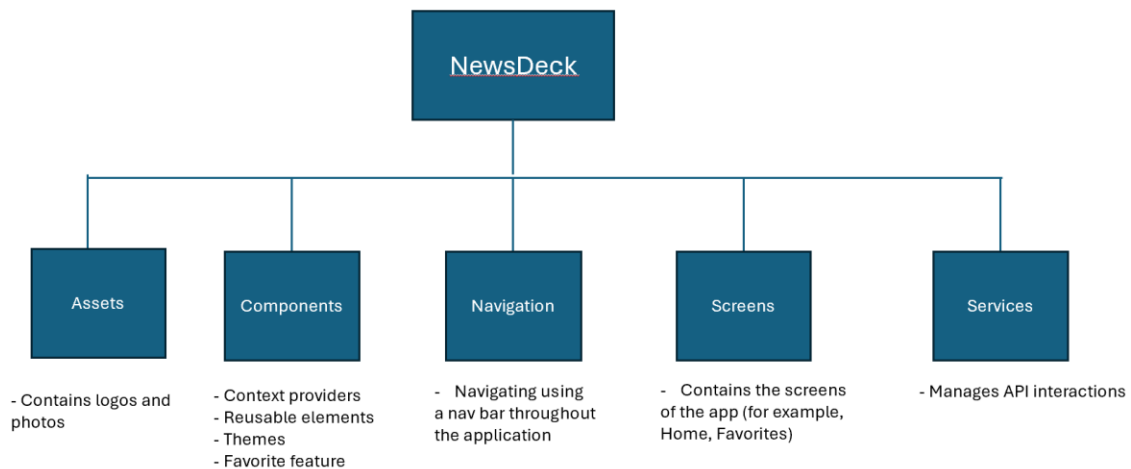 NewsDeck
Assets
Components
Navigation
Screens
Services
- Contains logos and
photos
- Context providers
- Reusable elements
- Themes
- Favorite feature
- Navigating using
a nav bar throughout
the application
- Contains the screens
of the app (for example,
Home, Favorites)
- Manages API interactions